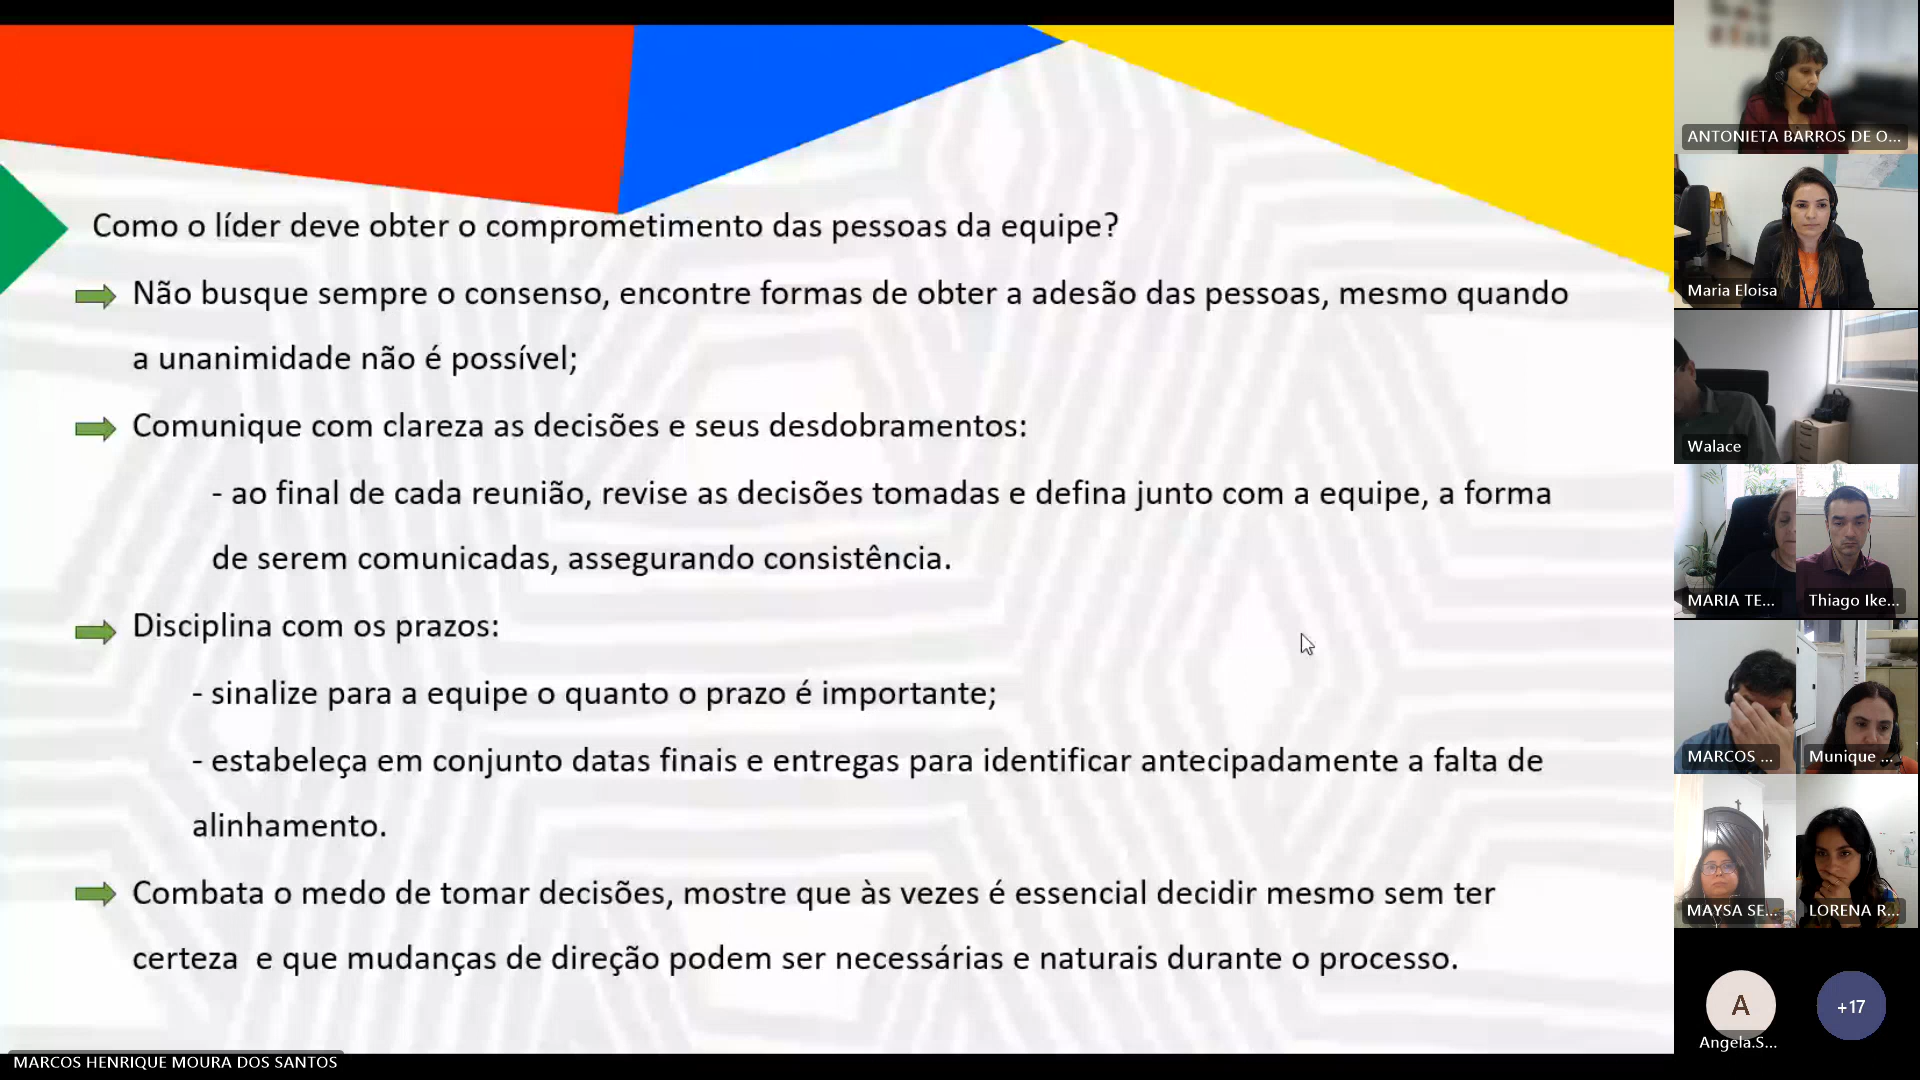 Como o líder deve obter o comprometimento das pessoas da equipe?
Não busque sempre o consenso, encontre formas de obter a adesão das pessoas, mesmo quando
a unanimidade não é possível;
Comunique com clareza as decisões e seus desdobramentos:
- ao final de cada reunião, revise as decisões tomadas e defina junto com a equipe, a forma
de serem comunicadas, assegurando consistência.
Disciplina com os prazos:
- sinalize para a equipe o quanto o prazo é importante;
- estabeleça em conjunto datas finais e entregas para identificar antecipadamente a falta de
alinhamento.
Combata o medo de tomar decisões, mostre que às vezes é essencial decidir mesmo sem ter
certeza  e que mudanças de direção podem ser necessárias e naturais durante o processo.
MARCOS HENRIQUE MOURA DOS SANTOS
ANTONIETA BARROS DE O...
Maria Eloisa
Walace
MARIA TE...
Thiago Ike...
MARCOS ...
Munique ...
MAYSA SE...
LORENA R...
A
Angela.S...
+17